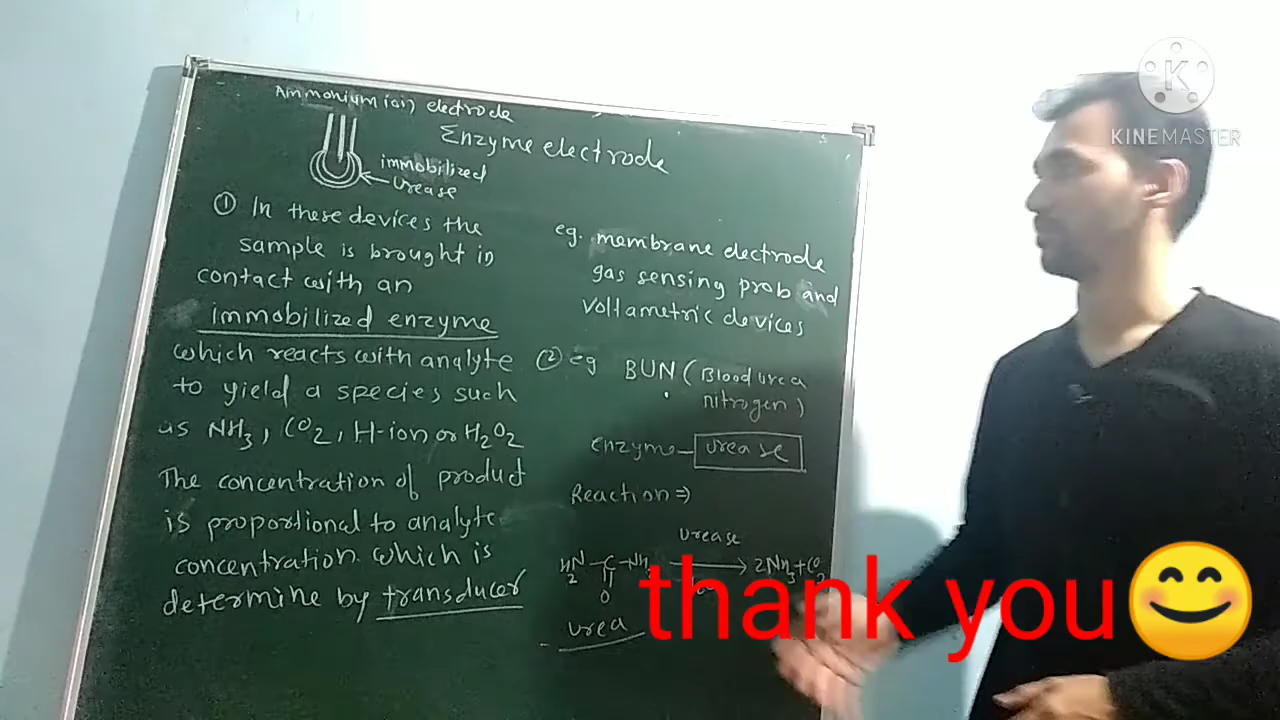 Ammonium ion electrode
Enzyme electrode
immobilized
urease
① In these devices the
sample is brought in
contact with an
immobilized enzyme
which reacts with analyte
to yield a species such
as NH3, CO2, H-ion or H2O2
The concentration of product
is proportional to analyte
concentration which is
determine by transducer
eg. membrane electrode
gas sensing prob and
voltametric devices
② eg BUN (Blood urea
nitrogen)
enzyme - urease
Reaction ⇒
urease
H2N-C-NH2 → 2NH3+CO2
O
urea
thank you😊
KINEMASTER